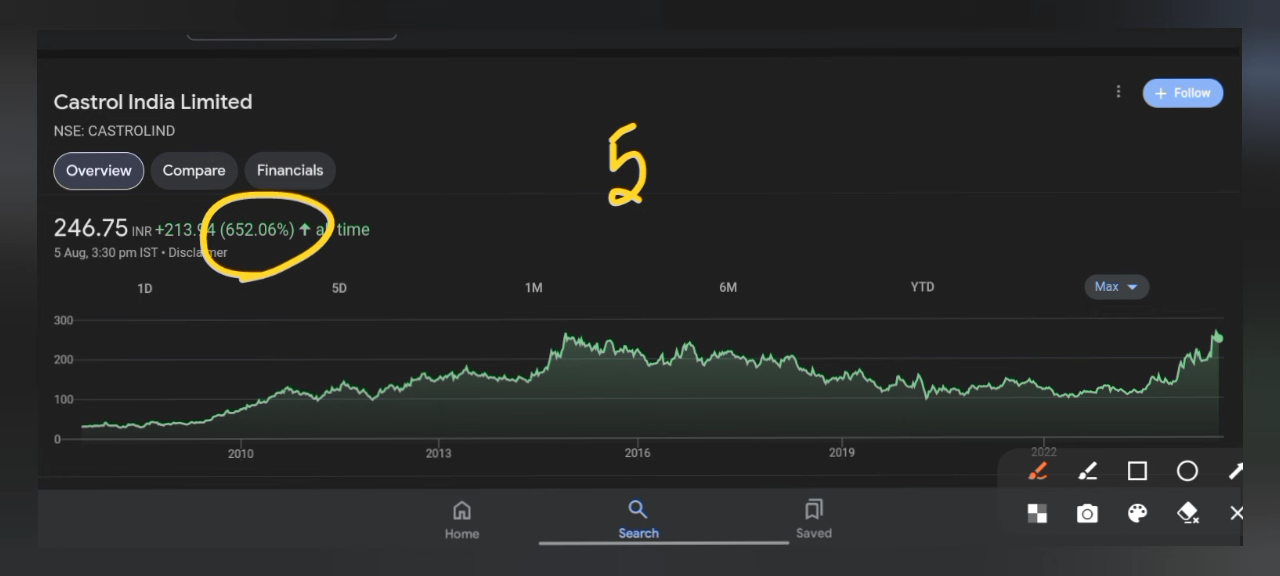 Castrol India Limited
+ Follow
NSE: CASTROLIND
5
Overview Compare Financials
246.75 INR +213.94 (652.06%) ↑ all time
5 Aug, 3:30 pm IST • Disclaimer
1D 5D 1M 6M YTD Max
300
200
100
0
2010 2013 2016 2019 2022
Home Search Saved